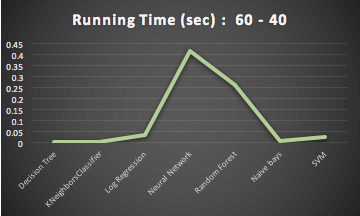 Running Time (sec) : 60 - 40
0.45
0.4
0.35
0.3
0.25
0.2
0.15
0.1
0.05
0
Decision Tree
KNeighborsClassifier
Log Regression
Neural Network
Random Forest
Naive bays
SVM